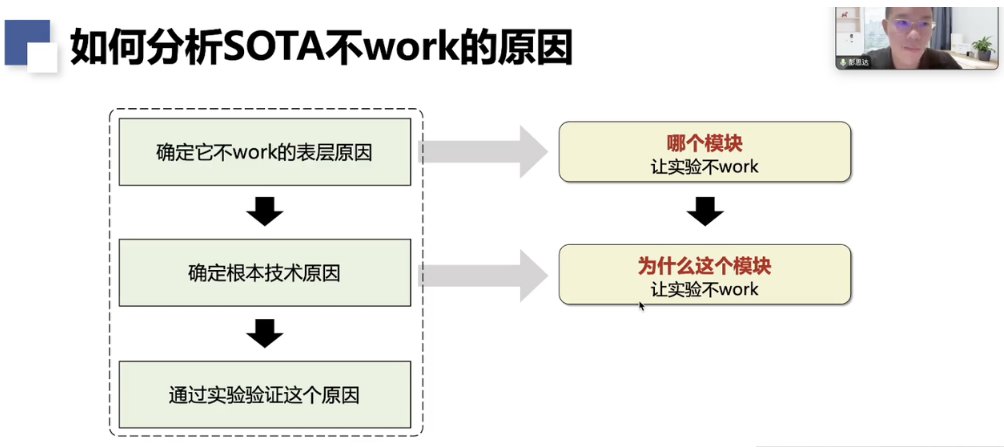 如何分析SOTA不work的原因
彭思达
确定它不work的表层原因
哪个模块
让实验不work
确定根本技术原因
为什么这个模块
让实验不work
通过实验验证这个原因